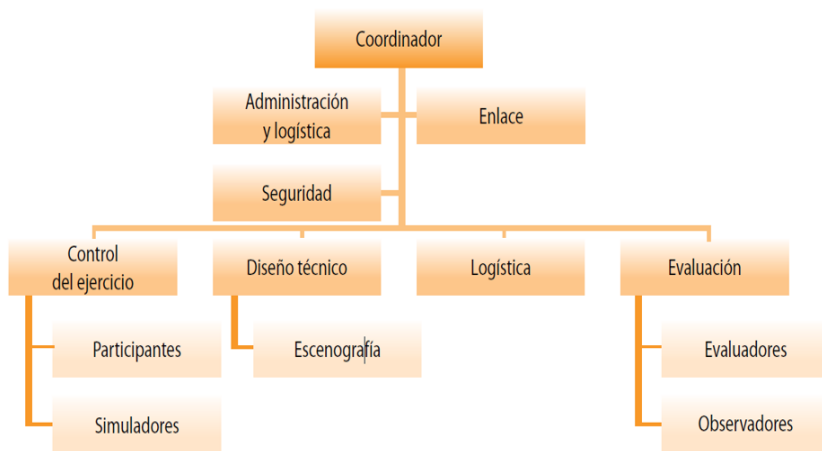 Coordinador
Administración
y logística
Enlace
Seguridad
Control
del ejercicio
Diseño técnico
Logística
Evaluación
Participantes
Escenografía
Evaluadores
Simuladores
Observadores